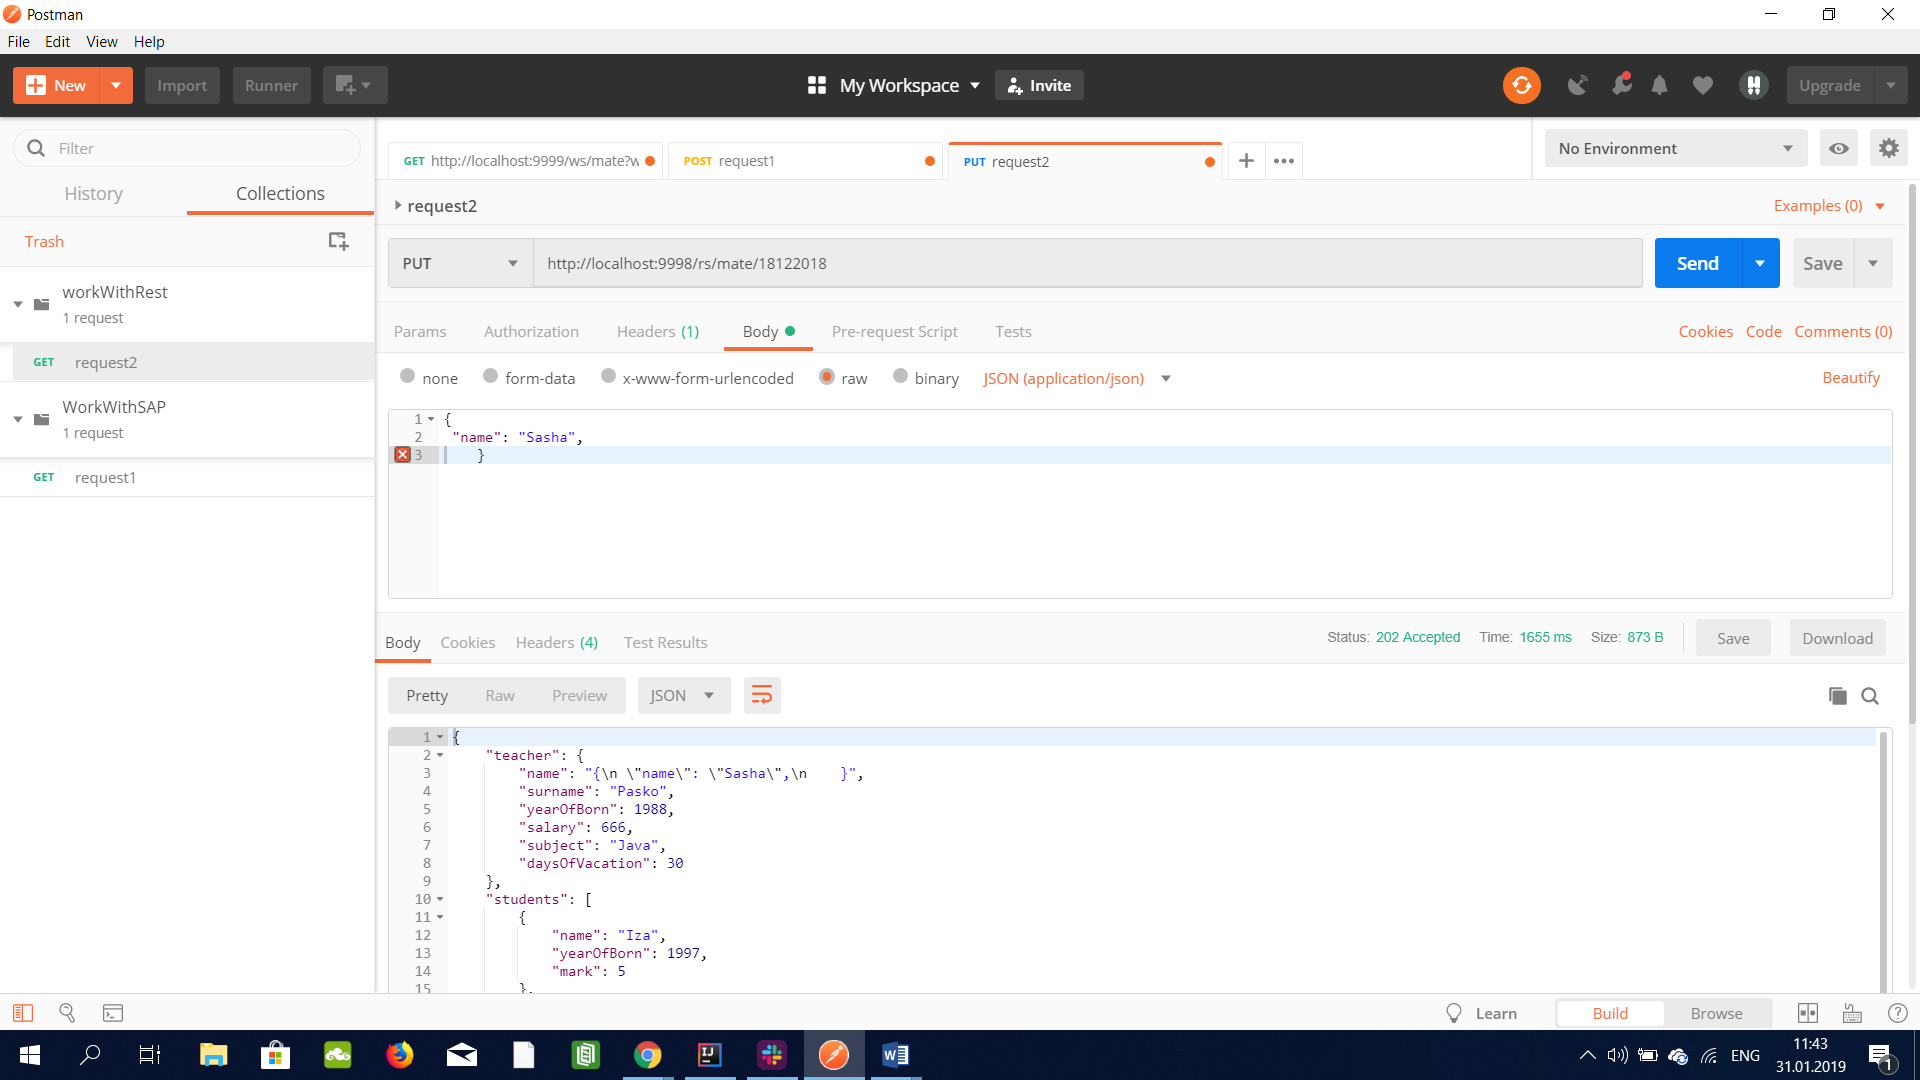 Postman
File Edit View Help
New Import Runner My Workspace Invite Upgrade
Filter
History Collections
Trash
workWithRest
1 request
GET request2
WorkWithSAP
1 request
GET request1
GET http://localhost:9999/ws/mate?w POST request1 PUT request2
No Environment
request2 Examples (0)
PUT http://localhost:9998/rs/mate/18122018 Send Save
Params Authorization Headers (1) Body Pre-request Script Tests Cookies Code Comments (0)
none form-data x-www-form-urlencoded raw binary JSON (application/json) Beautify
1 {
2 "name": "Sasha",
3 }
Body Cookies Headers (4) Test Results Status: 202 Accepted Time: 1655 ms Size: 873 B Save Download
Pretty Raw Preview JSON
1 {
2 "teacher": {
3 "name": "{\n \"name\": \"Sasha\",\n    }",
4 "surname": "Pasko",
5 "yearOfBorn": 1988,
6 "salary": 666,
7 "subject": "Java",
8 "daysOfVacation": 30
9 },
10 "students": [
11 {
12 "name": "Iza",
13 "yearOfBorn": 1997,
14 "mark": 5
15 },
Learn Build Browse
ENG 11:43
31.01.2019
1